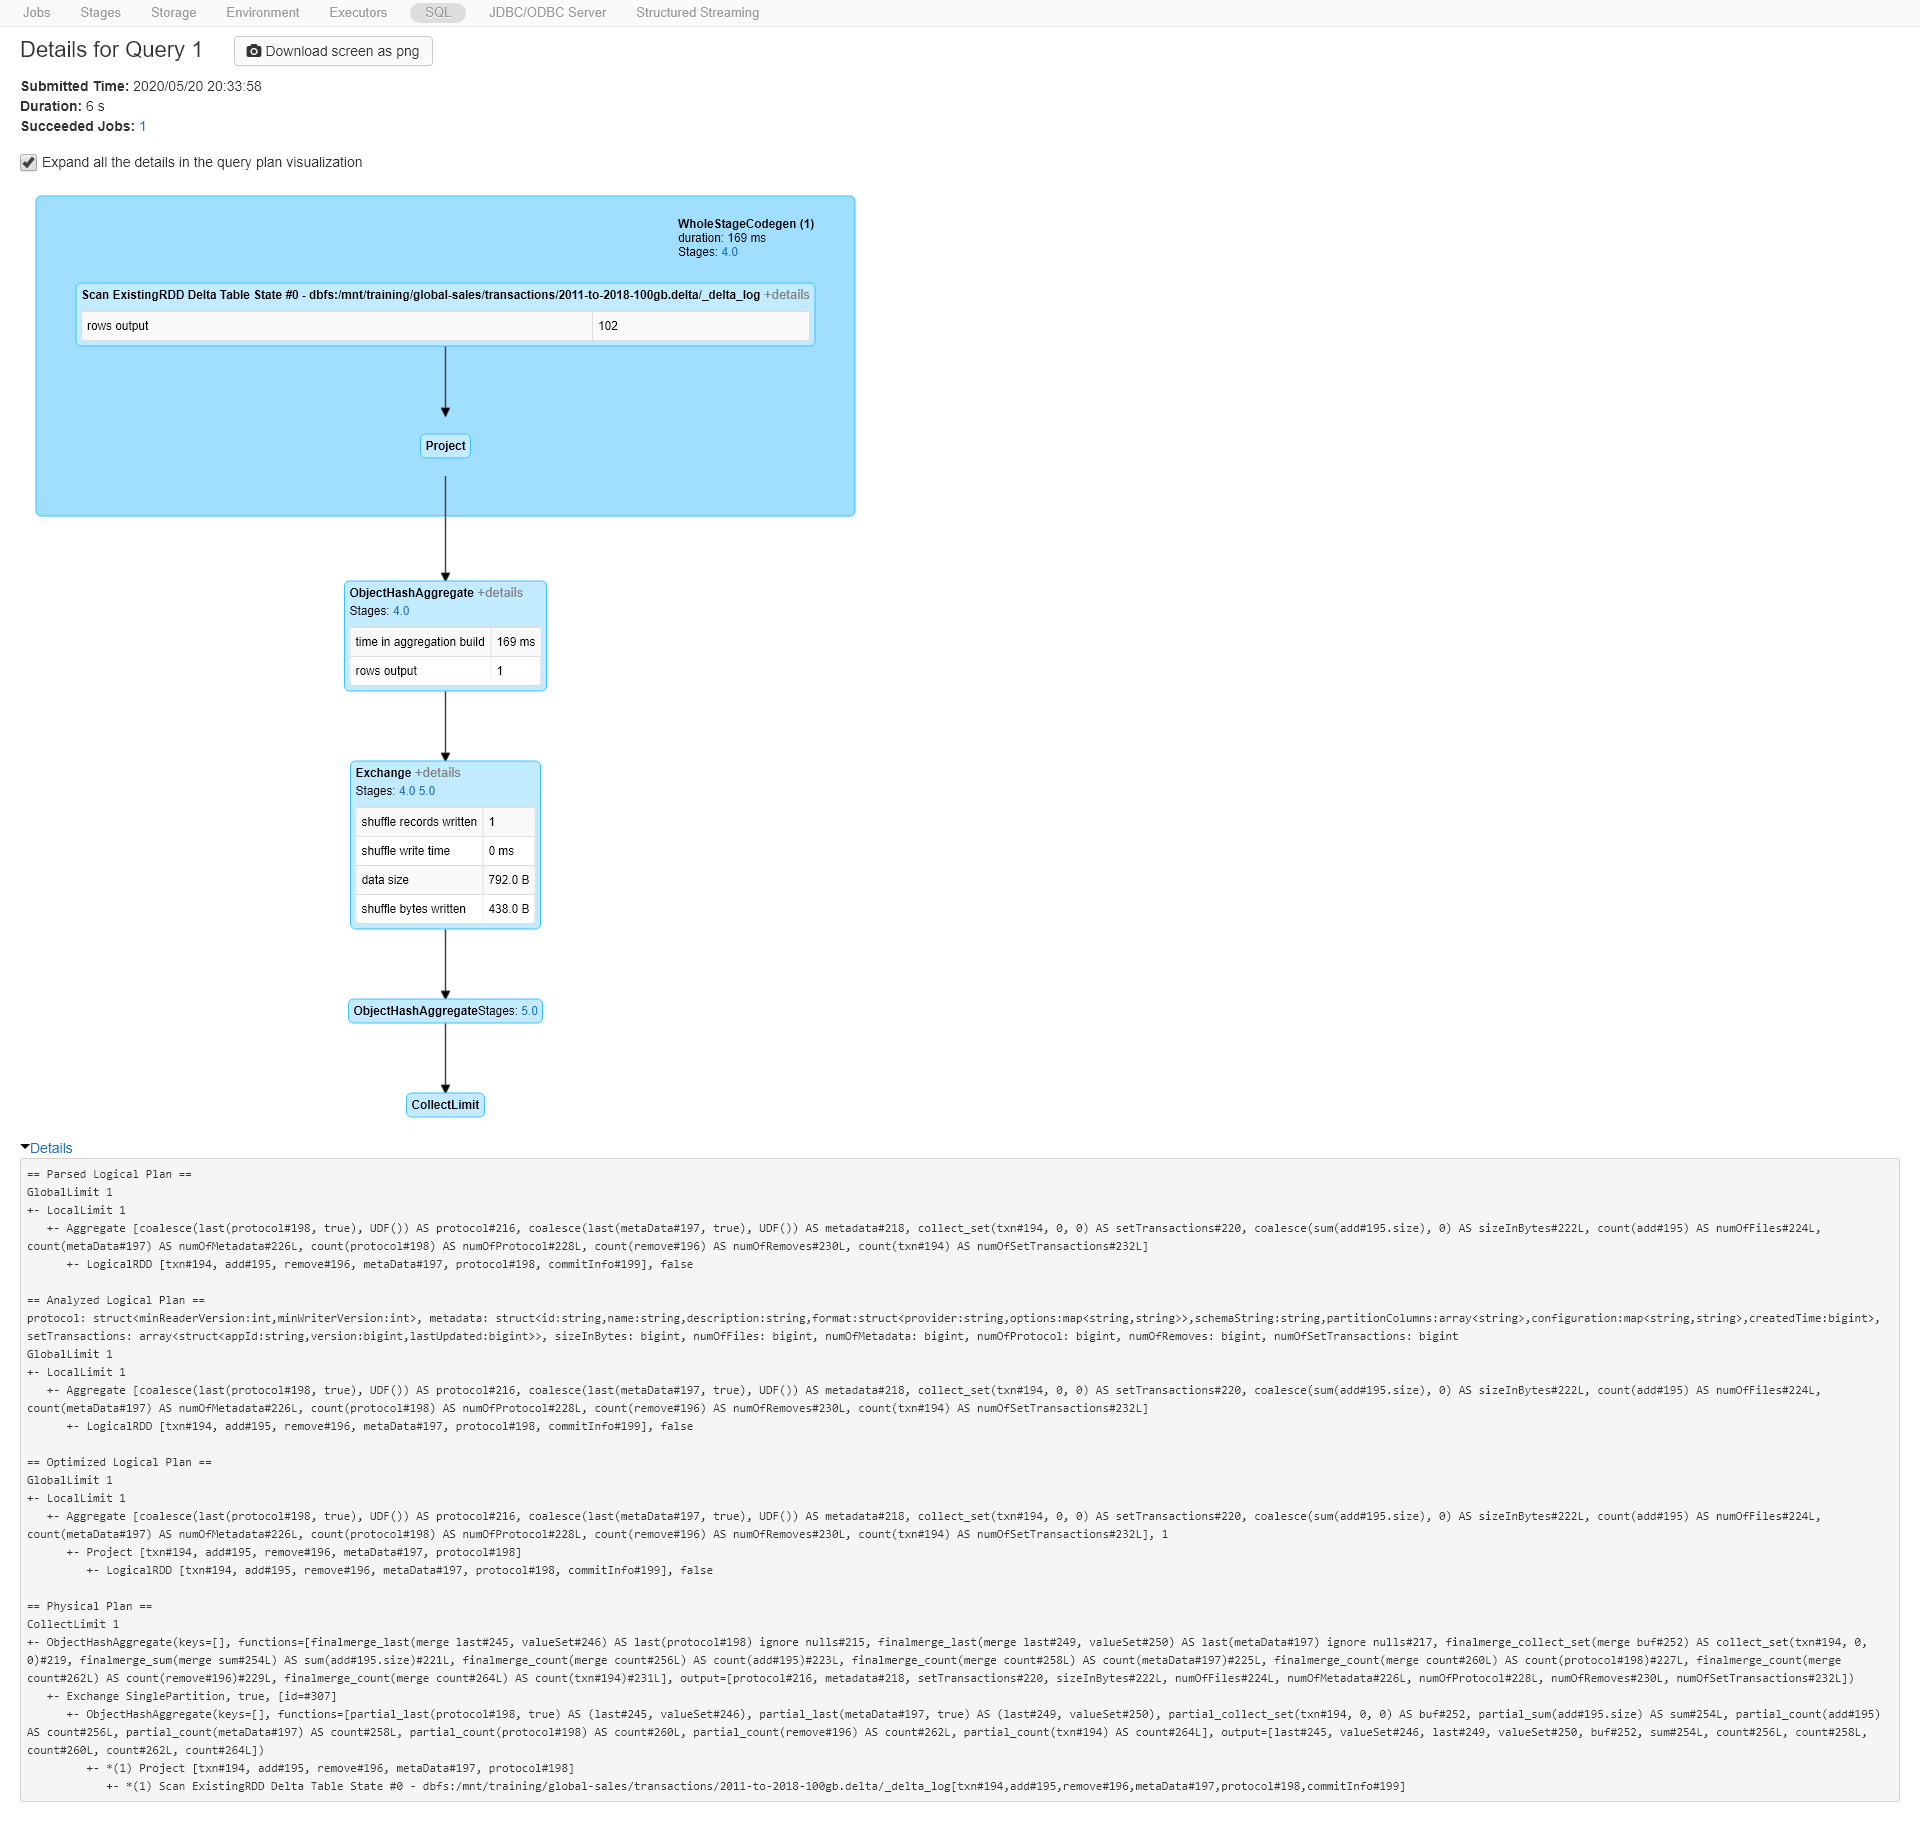 Jobs Stages Storage Environment Executors SQL JDBC/ODBC Server Structured Streaming
Details for Query 1 Download screen as png
Submitted Time: 2020/05/20 20:33:58
Duration: 6 s
Succeeded Jobs: 1
Expand all the details in the query plan visualization
WholeStageCodegen (1)
duration: 169 ms
Stages: 4.0
Scan ExistingRDD Delta Table State #0 - dbfs:/mnt/training/global-sales/transactions/2011-to-2018-100gb.delta/_delta_log +details
rows output 102
Project
ObjectHashAggregate +details
Stages: 4.0
time in aggregation build 169 ms
rows output 1
Exchange +details
Stages: 4.0 5.0
shuffle records written 1
shuffle write time 0 ms
data size 792.0 B
shuffle bytes written 438.0 B
ObjectHashAggregateStages: 5.0
CollectLimit
Details
== Parsed Logical Plan ==
GlobalLimit 1
+- LocalLimit 1
+- Aggregate [coalesce(last(protocol#198, true), UDF()) AS protocol#216, coalesce(last(metaData#197, true), UDF()) AS metadata#218, collect_set(txn#194, 0, 0) AS setTransactions#220, coalesce(sum(add#195.size), 0) AS sizeInBytes#222L, count(add#195) AS numOfFiles#224L,
count(metaData#197) AS numOfMetadata#226L, count(protocol#198) AS numOfProtocol#228L, count(remove#196) AS numOfRemoves#230L, count(txn#194) AS numOfSetTransactions#232L]
+- LogicalRDD [txn#194, add#195, remove#196, metaData#197, protocol#198, commitInfo#199], false
== Analyzed Logical Plan ==
protocol: struct<minReaderVersion:int,minWriterVersion:int>, metadata: struct<id:string,name:string,description:string,format:struct<provider:string,options:map<string,string>>,schemaString:string,partitionColumns:array<string>,configuration:map<string,string>,createdTime:bigint>,
setTransactions: array<struct<appId:string,version:bigint,lastUpdated:bigint>>, sizeInBytes: bigint, numOfFiles: bigint, numOfMetadata: bigint, numOfProtocol: bigint, numOfRemoves: bigint, numOfSetTransactions: bigint
GlobalLimit 1
+- LocalLimit 1
+- Aggregate [coalesce(last(protocol#198, true), UDF()) AS protocol#216, coalesce(last(metaData#197, true), UDF()) AS metadata#218, collect_set(txn#194, 0, 0) AS setTransactions#220, coalesce(sum(add#195.size), 0) AS sizeInBytes#222L, count(add#195) AS numOfFiles#224L,
count(metaData#197) AS numOfMetadata#226L, count(protocol#198) AS numOfProtocol#228L, count(remove#196) AS numOfRemoves#230L, count(txn#194) AS numOfSetTransactions#232L]
+- LogicalRDD [txn#194, add#195, remove#196, metaData#197, protocol#198, commitInfo#199], false
== Optimized Logical Plan ==
GlobalLimit 1
+- LocalLimit 1
+- Aggregate [coalesce(last(protocol#198, true), UDF()) AS protocol#216, coalesce(last(metaData#197, true), UDF()) AS metadata#218, collect_set(txn#194, 0, 0) AS setTransactions#220, coalesce(sum(add#195.size), 0) AS sizeInBytes#222L, count(add#195) AS numOfFiles#224L,
count(metaData#197) AS numOfMetadata#226L, count(protocol#198) AS numOfProtocol#228L, count(remove#196) AS numOfRemoves#230L, count(txn#194) AS numOfSetTransactions#232L], 1
+- Project [txn#194, add#195, remove#196, metaData#197, protocol#198]
+- LogicalRDD [txn#194, add#195, remove#196, metaData#197, protocol#198, commitInfo#199], false
== Physical Plan ==
CollectLimit 1
+- ObjectHashAggregate(keys=[], functions=[finalmerge_last(merge last#245, valueSet#246) AS last(protocol#198) ignore nulls#215, finalmerge_last(merge last#249, valueSet#250) AS last(metaData#197) ignore nulls#217, finalmerge_collect_set(merge buf#252) AS collect_set(txn#194, 0,
0)#219, finalmerge_sum(merge sum#254L) AS sum(add#195.size)#221L, finalmerge_count(merge count#256L) AS count(add#195)#223L, finalmerge_count(merge count#258L) AS count(metaData#197)#225L, finalmerge_count(merge count#260L) AS count(protocol#198)#227L, finalmerge_count(merge
count#262L) AS count(remove#196)#229L, finalmerge_count(merge count#264L) AS count(txn#194)#231L], output=[protocol#216, metadata#218, setTransactions#220, sizeInBytes#222L, numOfFiles#224L, numOfMetadata#226L, numOfProtocol#228L, numOfRemoves#230L, numOfSetTransactions#232L])
+- Exchange SinglePartition, true, [id=#307]
+- ObjectHashAggregate(keys=[], functions=[partial_last(protocol#198, true) AS (last#245, valueSet#246), partial_last(metaData#197, true) AS (last#249, valueSet#250), partial_collect_set(txn#194, 0, 0) AS buf#252, partial_sum(add#195.size) AS sum#254L, partial_count(add#195)
AS count#256L, partial_count(metaData#197) AS count#258L, partial_count(protocol#198) AS count#260L, partial_count(remove#196) AS count#262L, partial_count(txn#194) AS count#264L], output=[last#245, valueSet#246, last#249, valueSet#250, buf#252, sum#254L, count#256L, count#258L,
count#260L, count#262L, count#264L])
+- *(1) Project [txn#194, add#195, remove#196, metaData#197, protocol#198]
+- *(1) Scan ExistingRDD Delta Table State #0 - dbfs:/mnt/training/global-sales/transactions/2011-to-2018-100gb.delta/_delta_log[txn#194,add#195,remove#196,metaData#197,protocol#198,commitInfo#199]